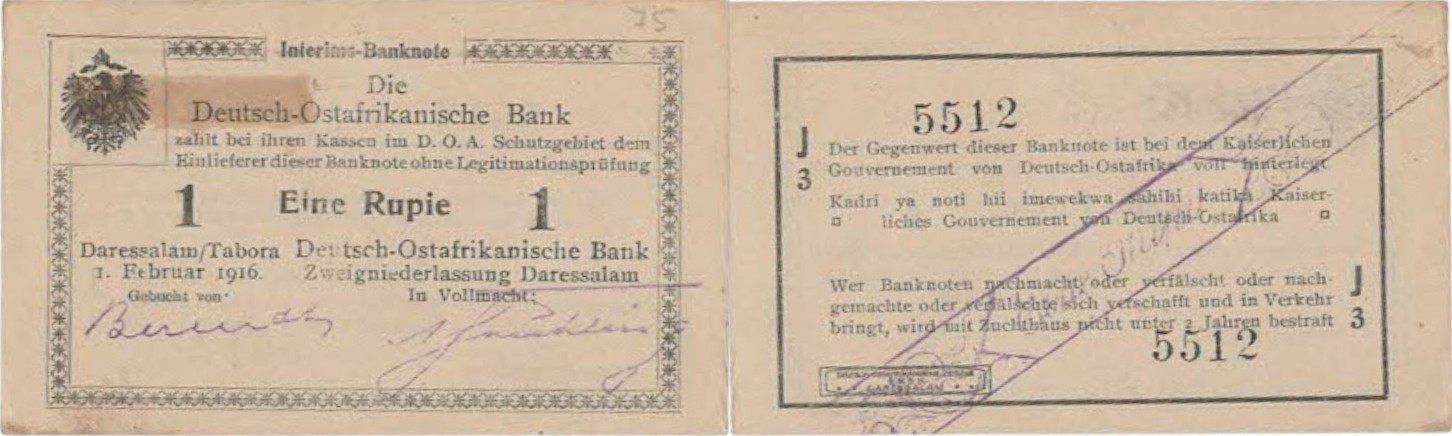 75
Interims-Banknote
Die
Deutsch-Ostafrikanische Bank
zahlt bei ihren Kassen im D. O. A. Schutzgebiet dem
Einlieferer dieser Banknote ohne Legitimationsprüfung
1 Eine Rupie 1
Daressalam/Tabora
1. Februar 1916.
Deutsch-Ostafrikanische Bank
Zweigniederlassung Daressalam
Gebucht von:
In Vollmacht:
5512
J
3
Der Gegenwert dieser Banknote ist bei dem Kaiserlichen
Gouvernement von Deutsch-Ostafrika voll hinterlegt
Kadri ya noti hii imewekwa sahihi katika Kaiser-
liches Gouvernement von Deutsch-Ostafrika
Wer Banknoten nachmacht oder verfälscht oder nach-
gemachte oder verfälschte sich verschafft und in Verkehr
bringt, wird mit Zuchthaus nicht unter 2 Jahren bestraft
J
3
5512
DARESSALAM